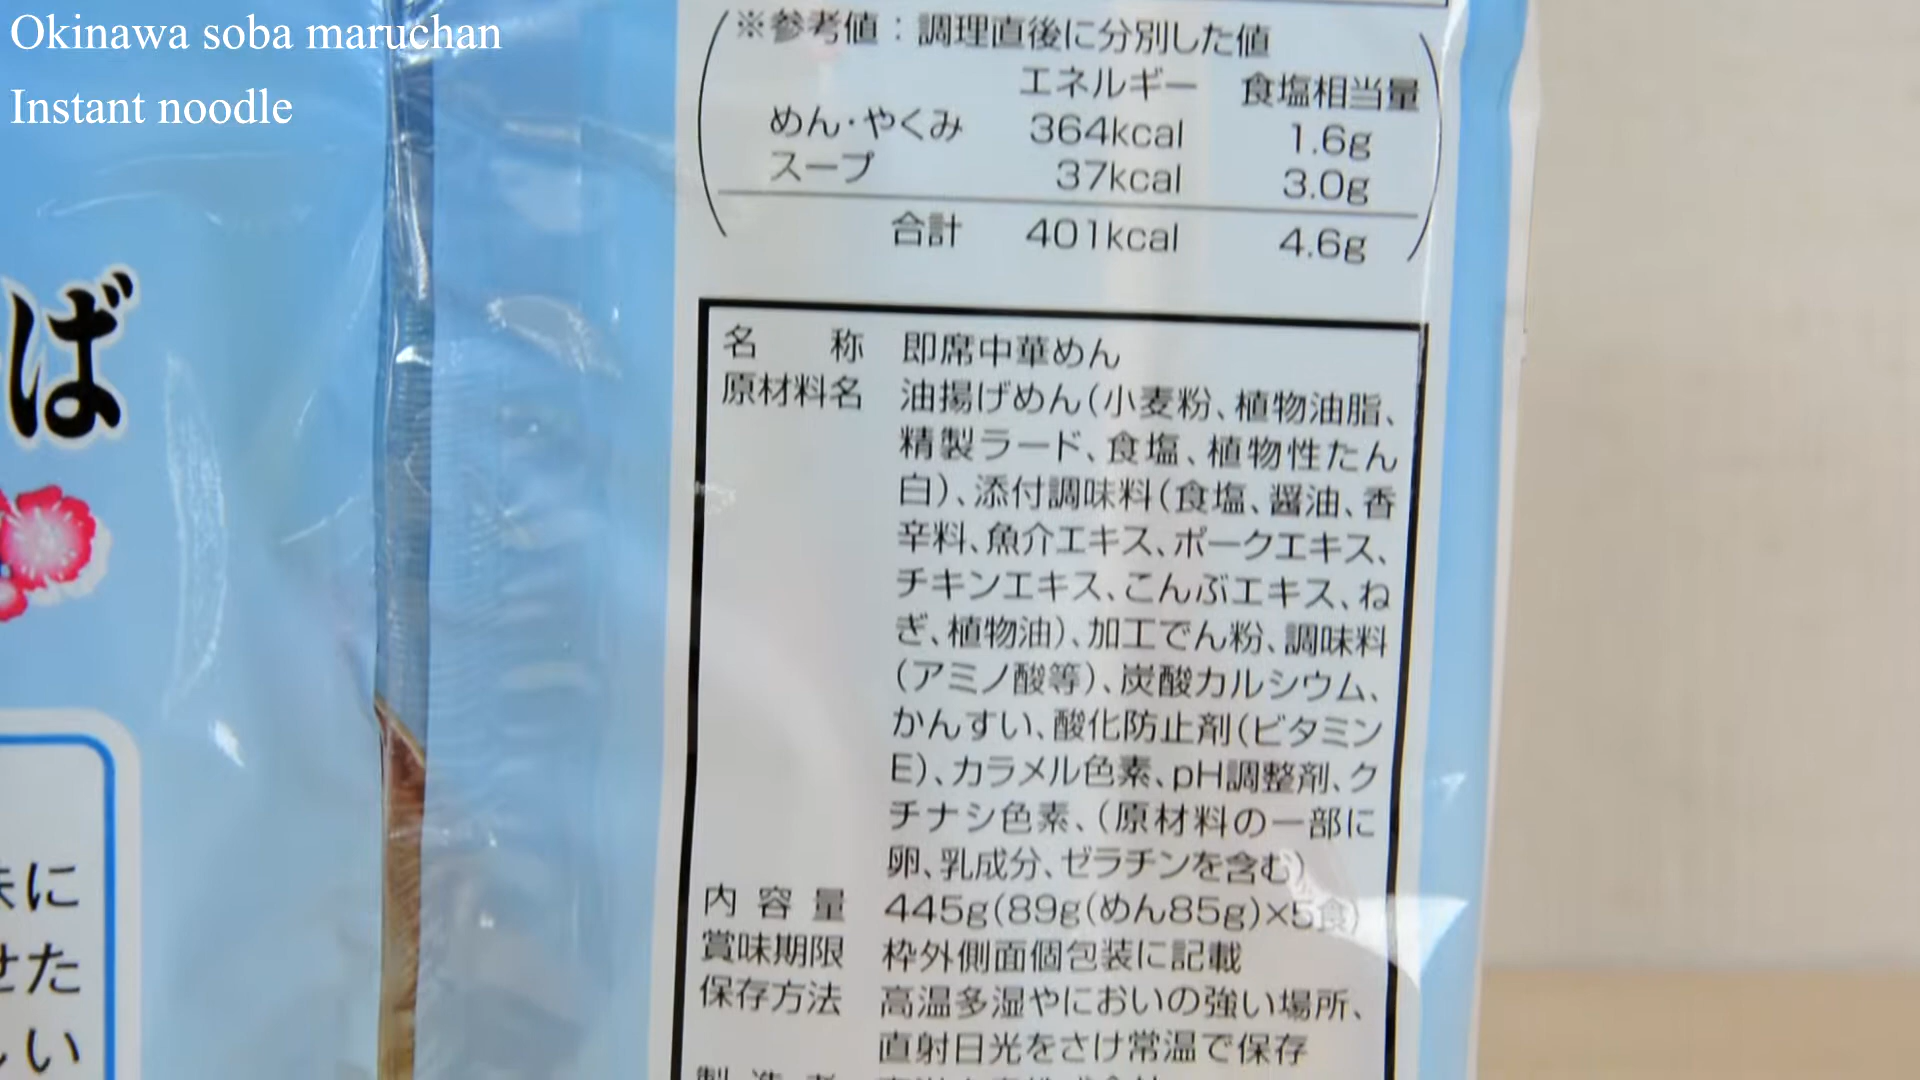 Okinawa soba maruchan
Instant noodle
※参考値：調理直後に分別した値
エネルギー 食塩相当量
めん・やくみ 364kcal 1.6g
スープ 37kcal 3.0g
合計 401kcal 4.6g
ば
名称 即席中華めん
原材料名 油揚げめん(小麦粉、植物油脂、
精製ラード、食塩、植物性たん
白)、添付調味料(食塩、醤油、香
辛料、魚介エキス、ポークエキス、
チキンエキス、こんぶエキス、ね
ぎ、植物油)、加工でん粉、調味料
(アミノ酸等)、炭酸カルシウム、
かんすい、酸化防止剤(ビタミン
E)、カラメル色素、pH調整剤、ク
チナシ色素、(原材料の一部に
卵、乳成分、ゼラチンを含む)
内容量 445g(89g(めん85g)×5食)
賞味期限 枠外側面個包装に記載
保存方法 高温多湿やにおいの強い場所、
直射日光をさけ常温で保存
に
せた
い